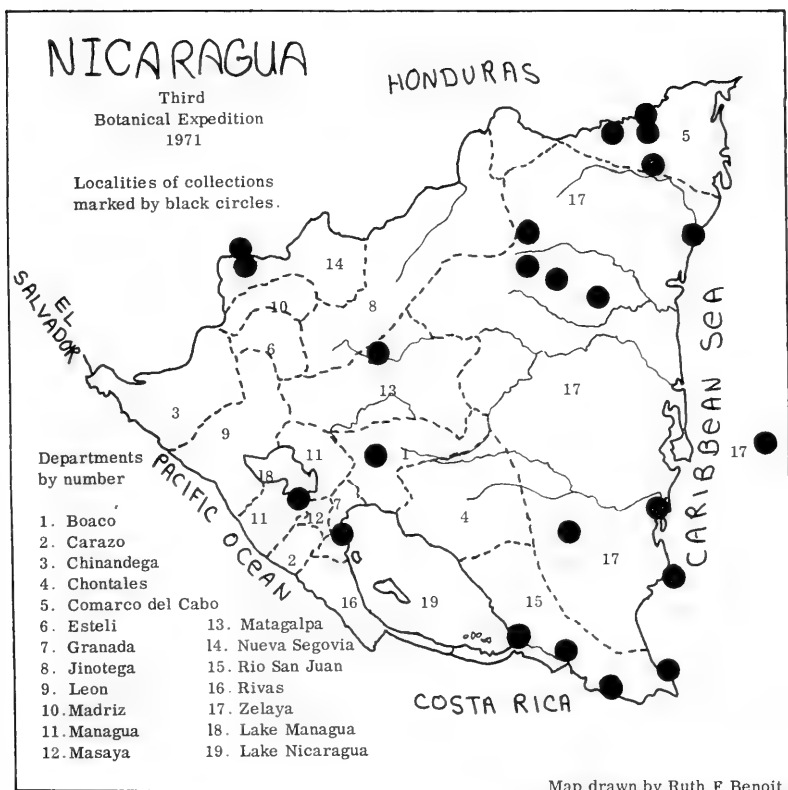 NICARAGUA
Third
Botanical Expedition
1971
Localities of collections
marked by black circles.
HONDURAS
EL
SALVADOR
PACIFIC OCEAN
CARIBBEAN SEA
COSTA RICA
5
17
14
10
8
6
13
17
3
9
11
1
17
18
11
12
7
4
17
2
16
19
15
Departments
by number
1. Boaco
2. Carazo
3. Chinandega
4. Chontales
5. Comarco del Cabo
6. Esteli
7. Granada
8. Jinotega
9. Leon
10. Madriz
11. Managua
12. Masaya
13. Matagalpa
14. Nueva Segovia
15. Rio San Juan
16. Rivas
17. Zelaya
18. Lake Managua
19. Lake Nicaragua
Map drawn by Ruth F Benoit